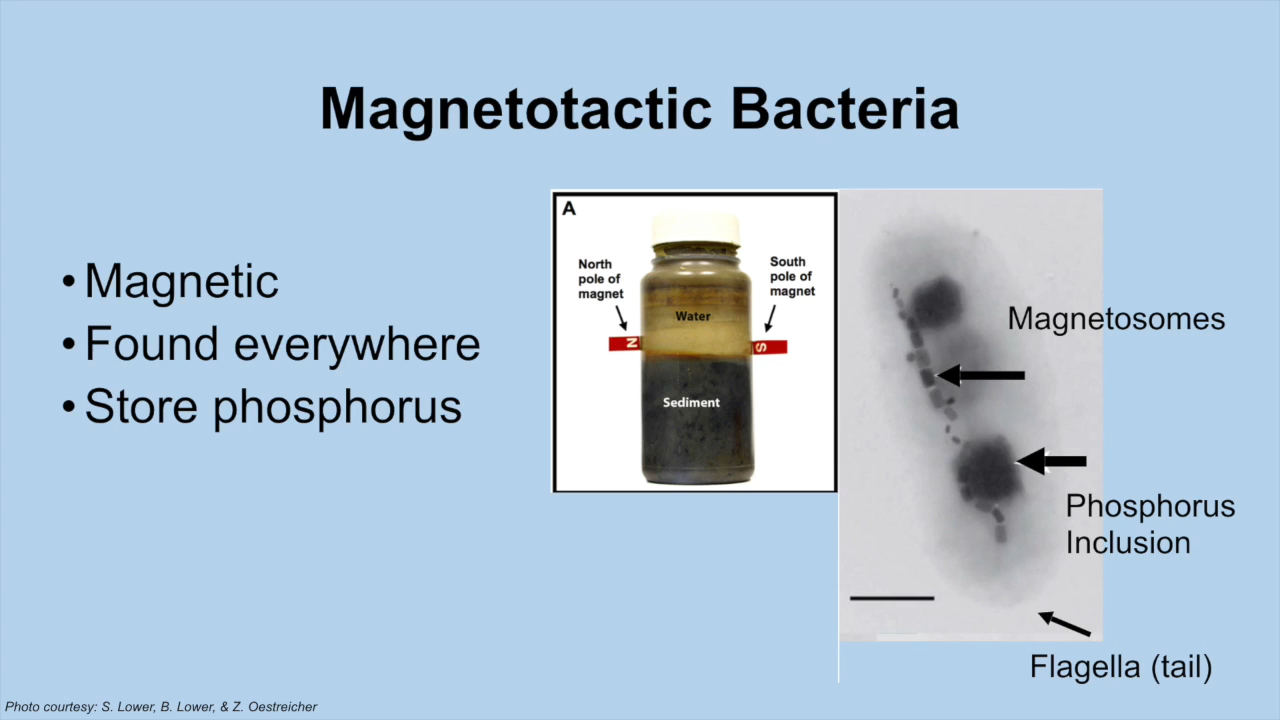 Magnetotactic Bacteria
• Magnetic
• Found everywhere
• Store phosphorus
A
North
pole of
magnet
South
pole of
magnet
Water
N
S
Sediment
Magnetosomes
Phosphorus
Inclusion
Flagella (tail)
Photo courtesy: S. Lower, B. Lower, & Z. Oestreicher